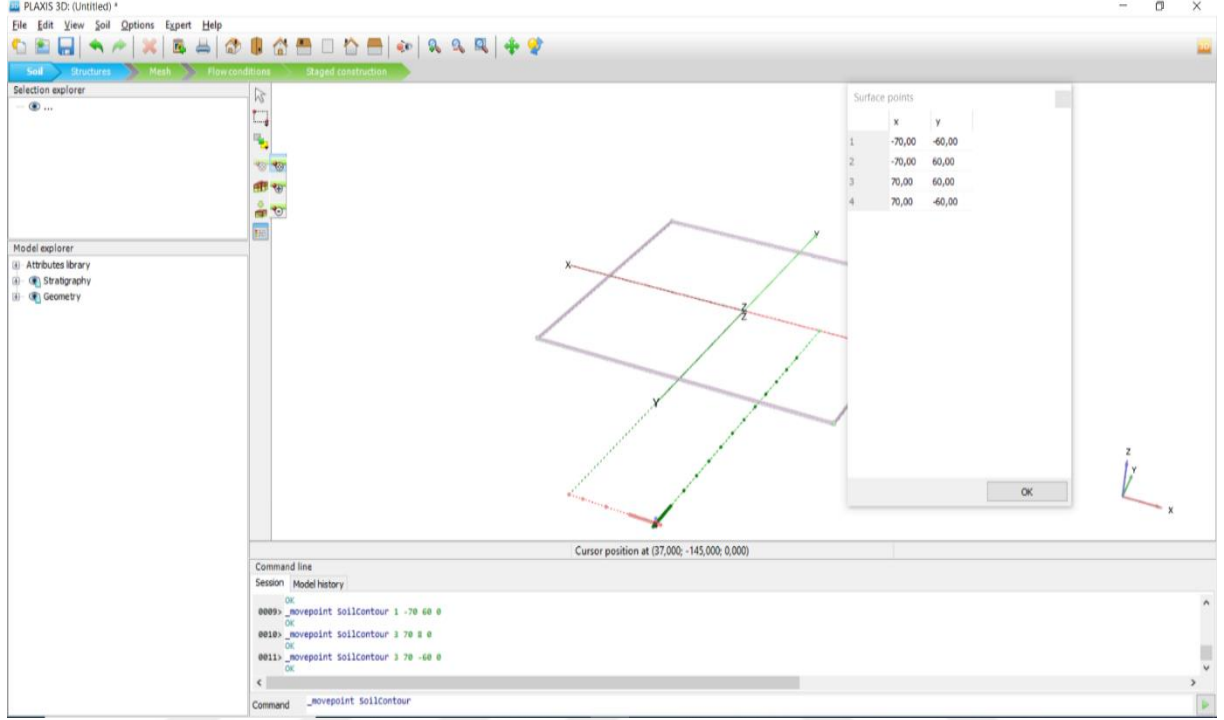 PLAXIS 3D: (Untitled) *
File Edit View Soil Options Expert Help
Soil Structures Mesh Flow conditions Staged construction
Selection explorer
...
Model explorer
Attributes library
Stratigraphy
Geometry
Surface points
x y
1 -70,00 -60,00
2 -70,00 60,00
3 70,00 60,00
4 70,00 -60,00
OK
y
X
Z
Z
Y
Z
Y
X
Cursor position at (37,000; -145,000; 0,000)
Command line
Session Model history
OK
0009> _movepoint SoilContour 1 -70 60 0
OK
0010> _movepoint SoilContour 3 70 8 0
OK
0011> _movepoint SoilContour 3 70 -60 0
OK
Command _movepoint SoilContour